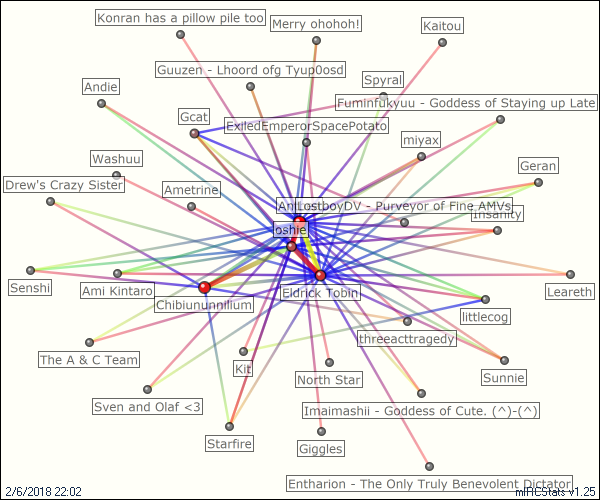 Konran has a pillow pile too
Merry ohohoh!
Kaitou
Guuzen - Lhoord ofg Tyup0osd
Spyral
Andie
Fuminfukyuu - Goddess of Staying up Late
Gcat
ExiledEmperorSpacePotato
miyax
Washuu
Geran
Drew's Crazy Sister
Ametrine
LostboyDV - Purveyor of Fine AMVs
Insanity
oshie
Senshi
Ami Kintaro
Eldrick Tobin
Leareth
Chibiununnilium
littlecog
The A & C Team
threeacttragedy
Kit
North Star
Sunnie
Sven and Olaf <3
Imaimashii - Goddess of Cute. (^)-(^)
Starfire
Giggles
Entharion - The Only Truly Benevolent Dictator
2/6/2018 22:02
mIRCStats v1.25